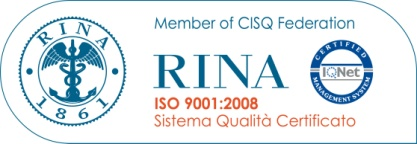 RINA
1861
Member of CISQ Federation
RINA
ISO 9001:2008
Sistema Qualità Certificato
CERTIFIED
IQNet
MANAGEMENT SYSTEM